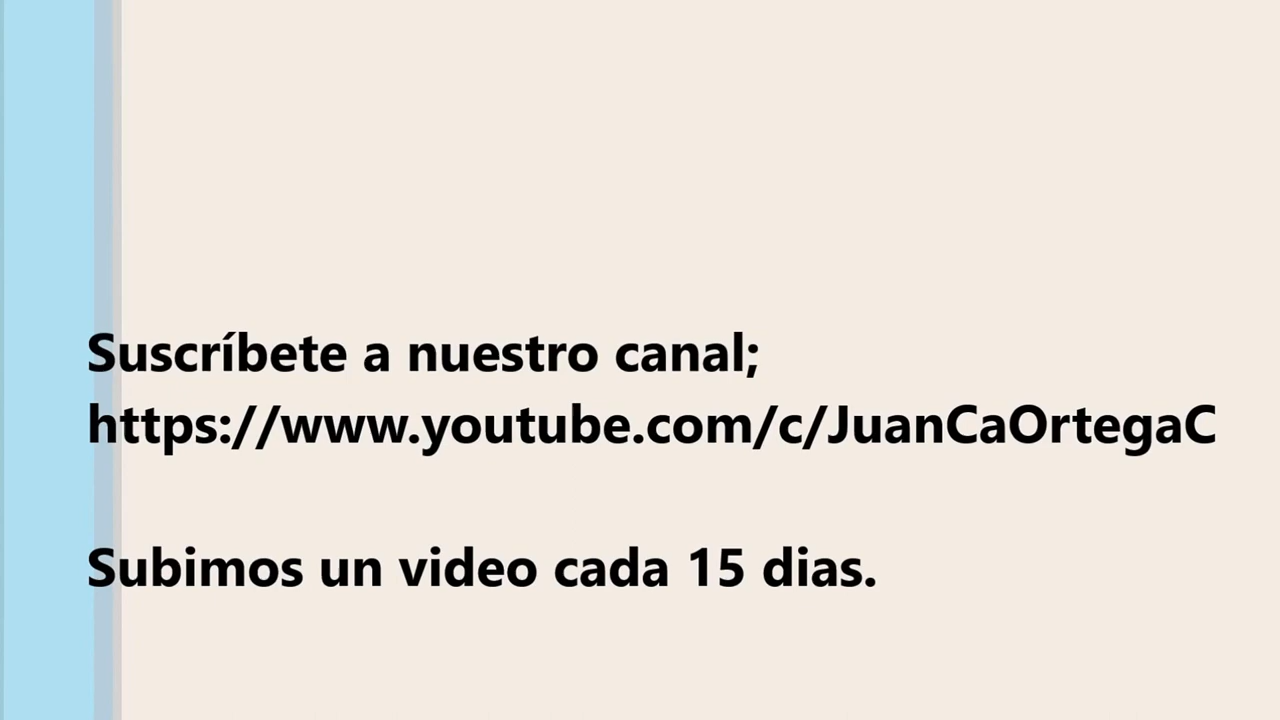 Suscríbete a nuestro canal;
https://www.youtube.com/c/JuanCaOrtegaC
Subimos un video cada 15 dias.